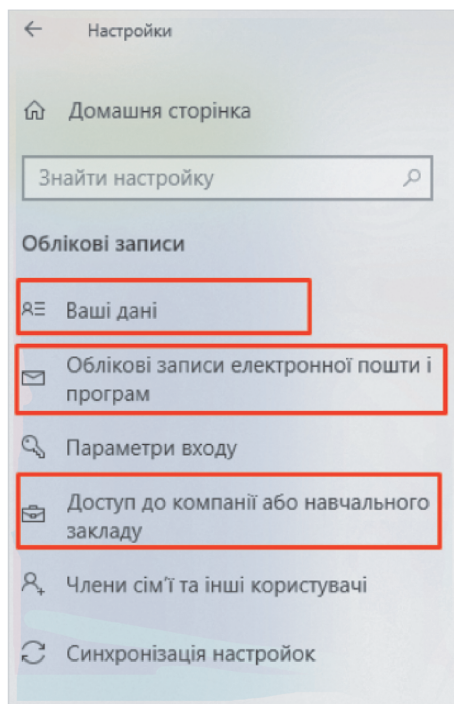 Настройки
Домашня сторінка
Знайти настройку
Облікові записи
Ваші дані
Облікові записи електронної пошти і
програм
Параметри входу
Доступ до компанії або навчального
закладу
Члени сім'ї та інші користувачі
Синхронізація настройок